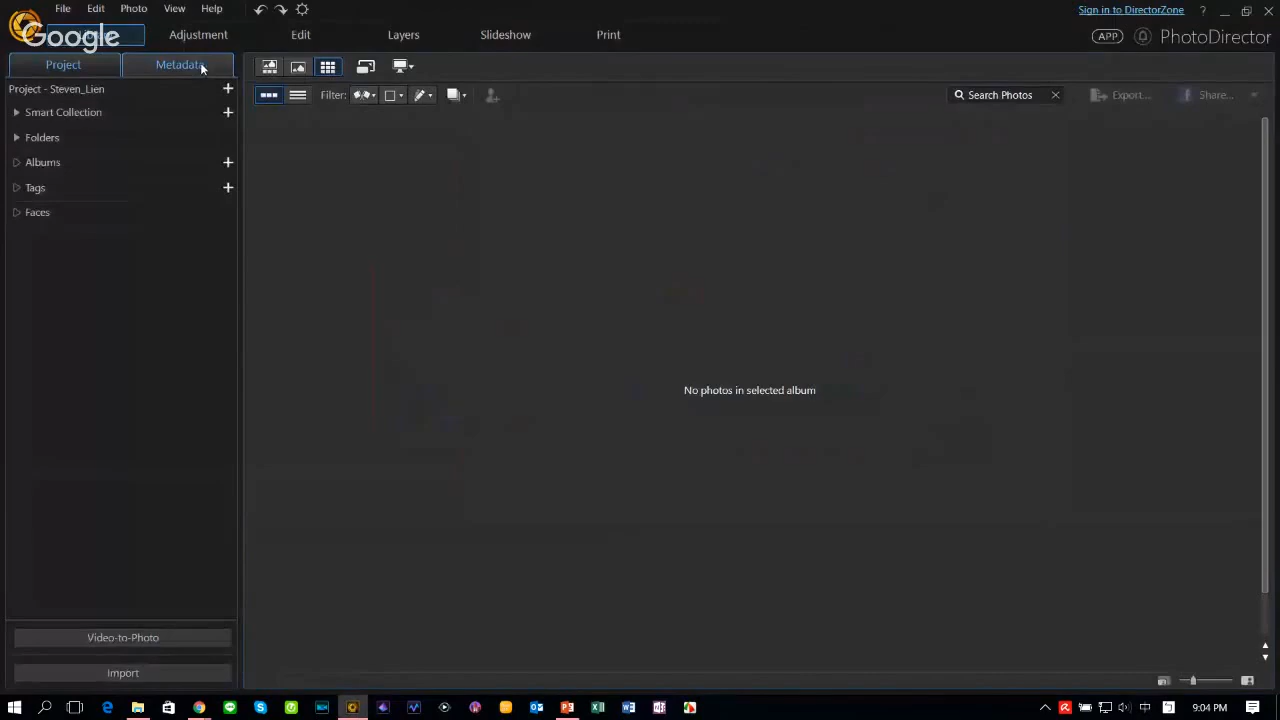 File Edit Photo View Help
Sign in to DirectorZone ?
Google
Adjustment Edit Layers Slideshow Print
APP PhotoDirector
Project Metadata
Project - Steven_Lien
Filter: Search Photos Export... Share...
Smart Collection
Folders
Albums
Tags
Faces
No photos in selected album
Video-to-Photo
Import
中 9:04 PM